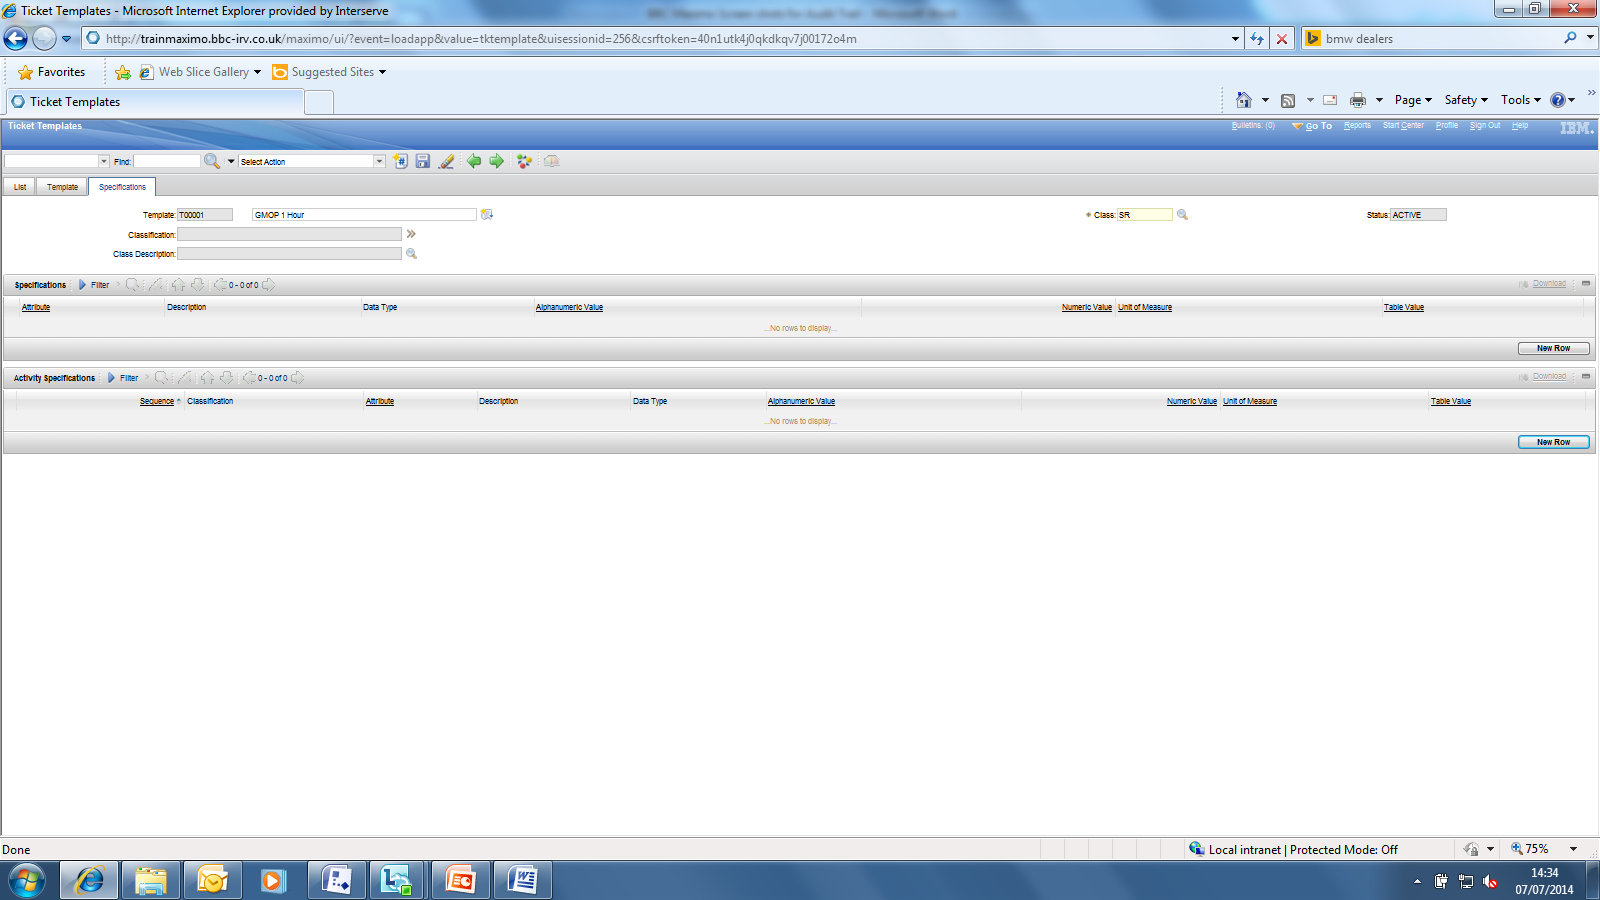 Ticket Templates - Microsoft Internet Explorer provided by Interserve
http://trainmaximo.bbc-irv.co.uk/maximo/ui/?event=loadapp&value=tktemplate&uisessionid=256&csrftoken=40n1utk4j0qkdkqv7j00172o4m
bmw dealers
Favorites Web Slice Gallery Suggested Sites
Ticket Templates
Page Safety Tools
Ticket Templates Bulletins: (0) Go To Reports Start Center Profile Sign Out Help IBM.
Find: Select Action
List Template Specifications
Template: T00001 GMOP 1 Hour * Class: SR Status: ACTIVE
Classification:
Class Description:
Specifications Filter 0 - 0 of 0 Download
Attribute Description Data Type Alphanumeric Value Numeric Value Unit of Measure Table Value
...No rows to display...
New Row
Activity Specifications Filter 0 - 0 of 0 Download
Sequence Classification Attribute Description Data Type Alphanumeric Value Numeric Value Unit of Measure Table Value
...No rows to display...
New Row
Done Local intranet | Protected Mode: Off 75%
14:34
07/07/2014